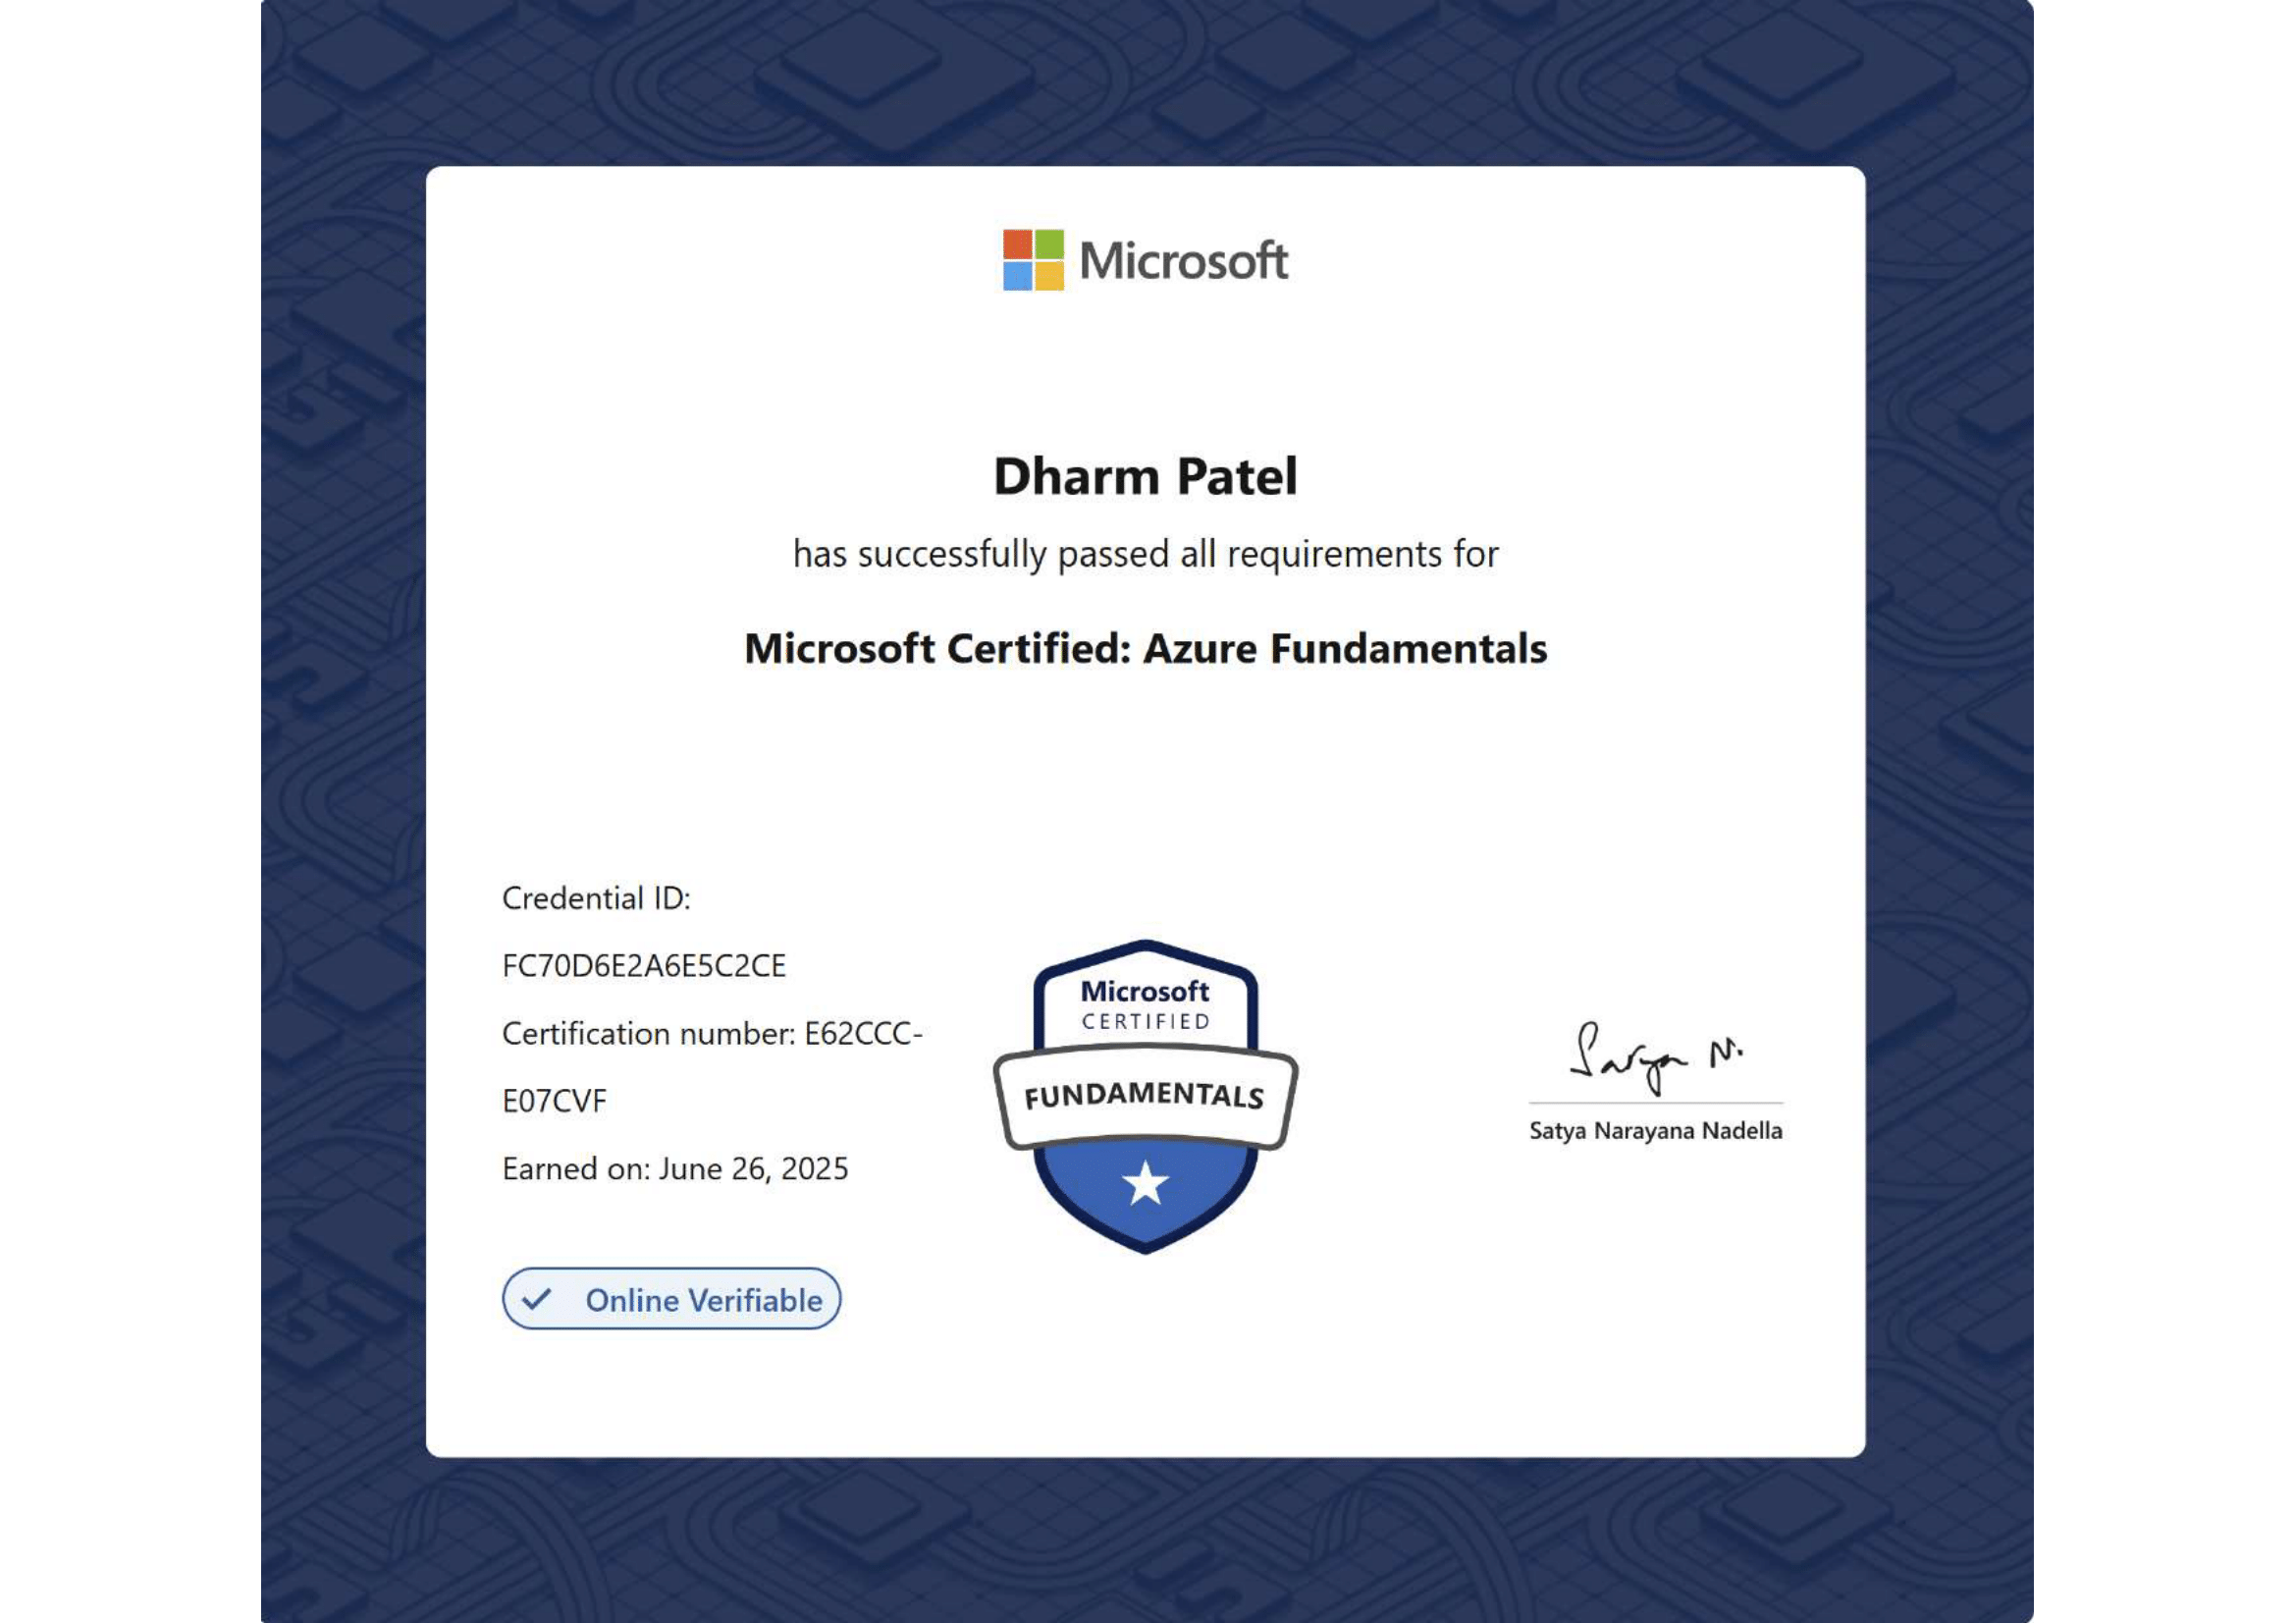 Microsoft
Dharm Patel
has successfully passed all requirements for
Microsoft Certified: Azure Fundamentals
Credential ID:
FC70D6E2A6E5C2CE
Certification number: E62CCC-
E07CVF
Earned on: June 26, 2025
Online Verifiable
Microsoft
CERTIFIED
FUNDAMENTALS
Satya N.
Satya Narayana Nadella